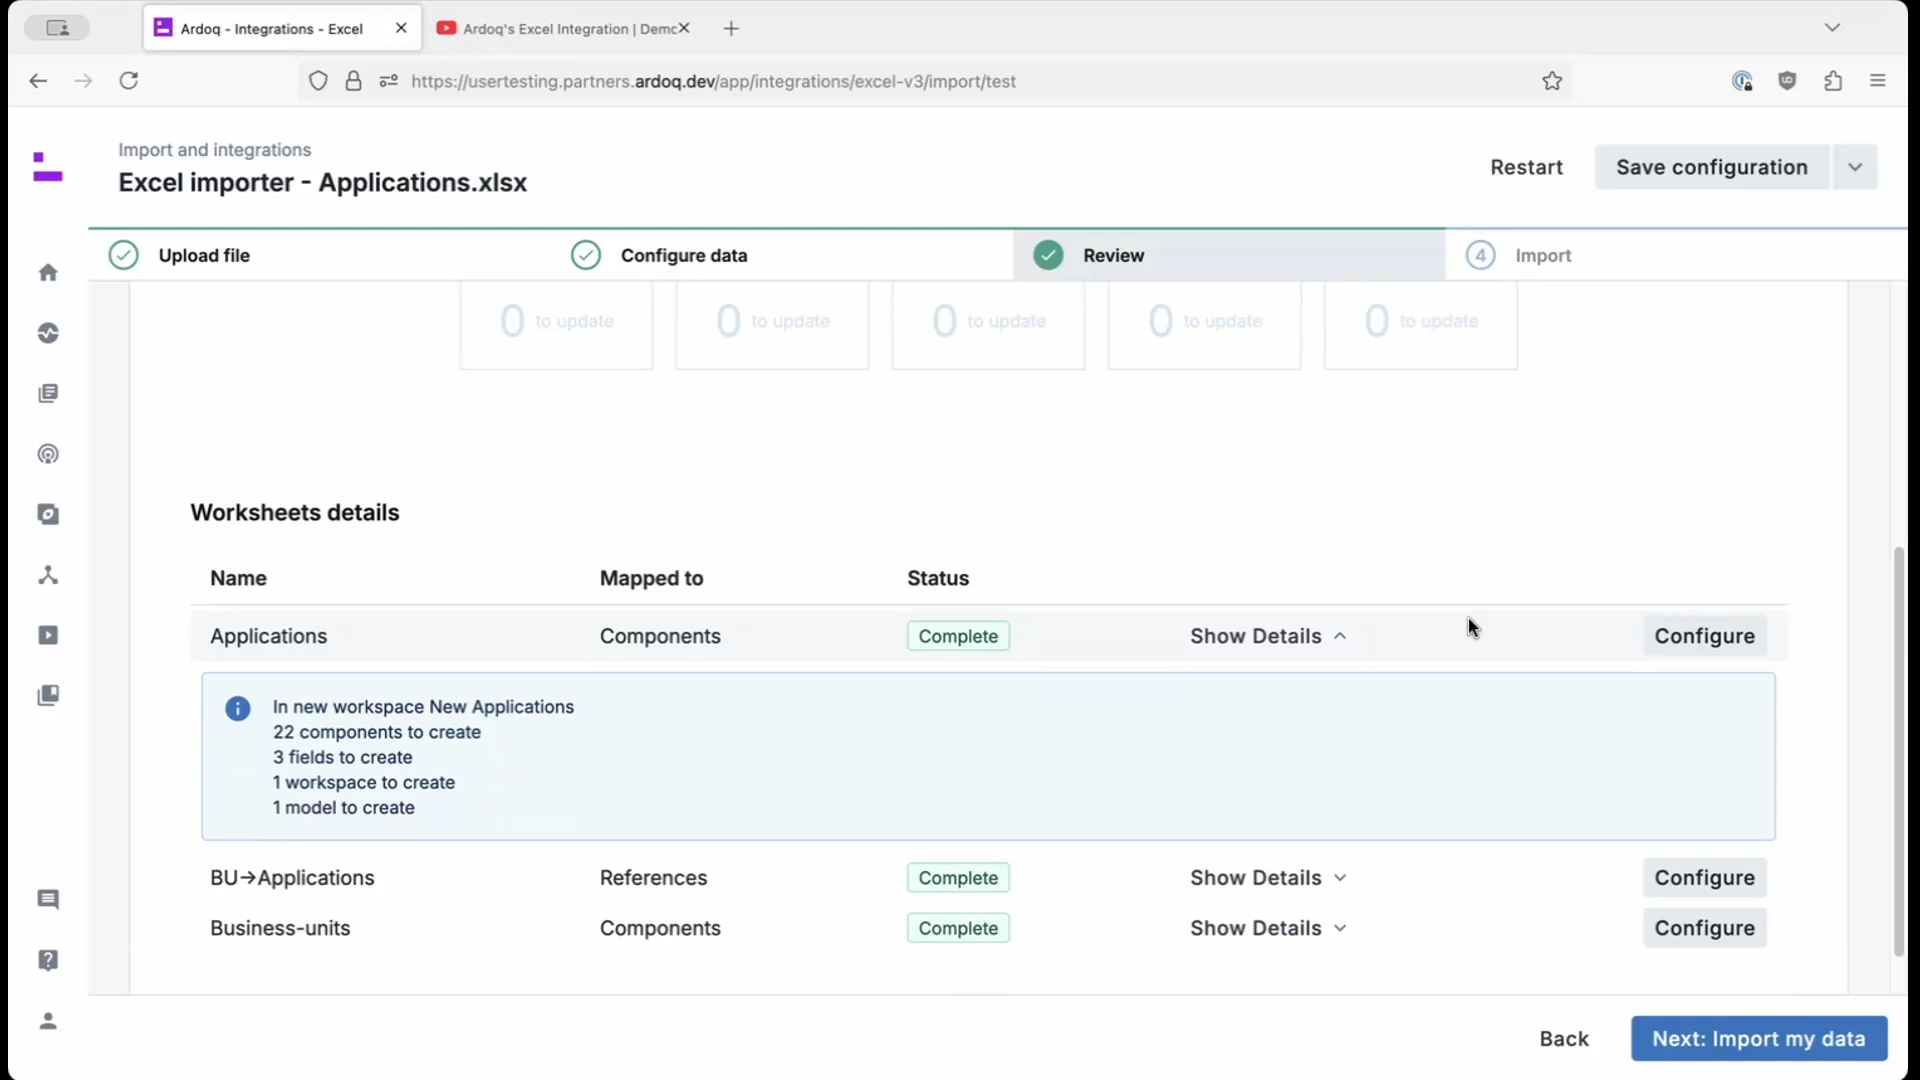 Ardoq - Integrations - Excel
Ardoq's Excel Integration | Demo
https://usertesting.partners.ardoq.dev/app/integrations/excel-v3/import/test
Import and integrations
Excel importer - Applications.xlsx
Restart
Save configuration
Upload file
Configure data
Review
4 Import
0 to update
0 to update
0 to update
0 to update
0 to update
Worksheets details
Name Mapped to Status
Applications Components Complete Show Details Configure
In new workspace New Applications
22 components to create
3 fields to create
1 workspace to create
1 model to create
BU→Applications References Complete Show Details Configure
Business-units Components Complete Show Details Configure
Back
Next: Import my data